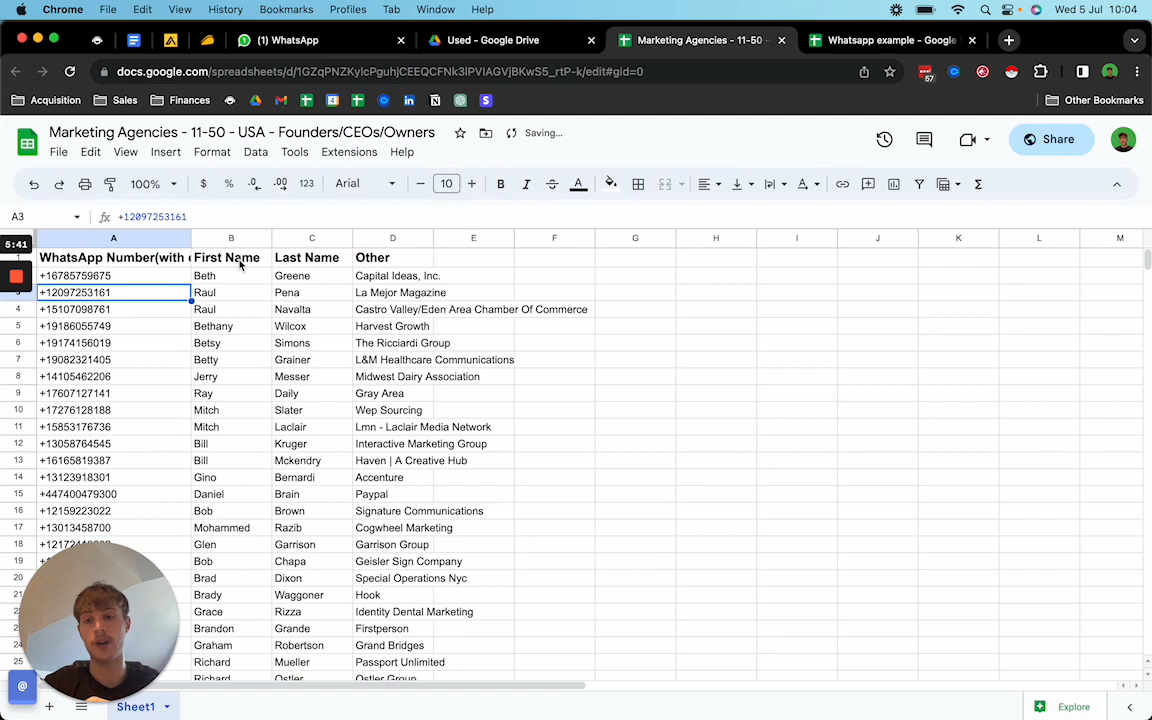 Chrome File Edit View History Bookmarks Profiles Tab Window Help Wed 5 Jul 10:04
(1) WhatsApp Used - Google Drive Marketing Agencies - 11-50 - Whatsapp example - Google
docs.google.com/spreadsheets/d/1GZqPNZKylcPguhjCEEQCFNk3lPVIAGVjBKwS5_rtP-k/edit#gid=0 57
Acquisition Sales Finances Other Bookmarks
Marketing Agencies - 11-50 - USA - Founders/CEOs/Owners Saving...
File Edit View Insert Format Data Tools Extensions Help Share
100% $ % .0 .00 123 Arial 10 B I A
A3 fx +12097253161
5:41
A B C D E F G H I J K L M
1 WhatsApp Number(with First Name Last Name Other
+16785759675 Beth Greene Capital Ideas, Inc.
3 +12097253161 Raul Pena La Mejor Magazine
4 +15107098761 Raul Navalta Castro Valley/Eden Area Chamber Of Commerce
5 +19186055749 Bethany Wilcox Harvest Growth
6 +19174156019 Betsy Simons The Ricciardi Group
7 +19082321405 Betty Grainer L&M Healthcare Communications
8 +14105462206 Jerry Messer Midwest Dairy Association
9 +17607127141 Ray Daily Gray Area
10 +17276128188 Mitch Slater Wep Sourcing
11 +15853176736 Mitch Laclair Lmn - Laclair Media Network
12 +13058764545 Bill Kruger Interactive Marketing Group
13 +16165819387 Bill Mckendry Haven | A Creative Hub
14 +13123918301 Gino Bernardi Accenture
15 +447400479300 Daniel Brain Paypal
16 +12159223022 Bob Brown Signature Communications
17 +13013458700 Mohammed Razib Cogwheel Marketing
18 Glen Garrison Garrison Group
19 Bob Chapa Geisler Sign Company
20 Brad Dixon Special Operations Nyc
21 Brady Waggoner Hook
Grace Rizza Identity Dental Marketing
23 Brandon Grande Firstperson
24 Graham Robertson Grand Bridges
25 Richard Mueller Passport Unlimited
Richard Ostler Ostler Group
@
Sheet1 Explore